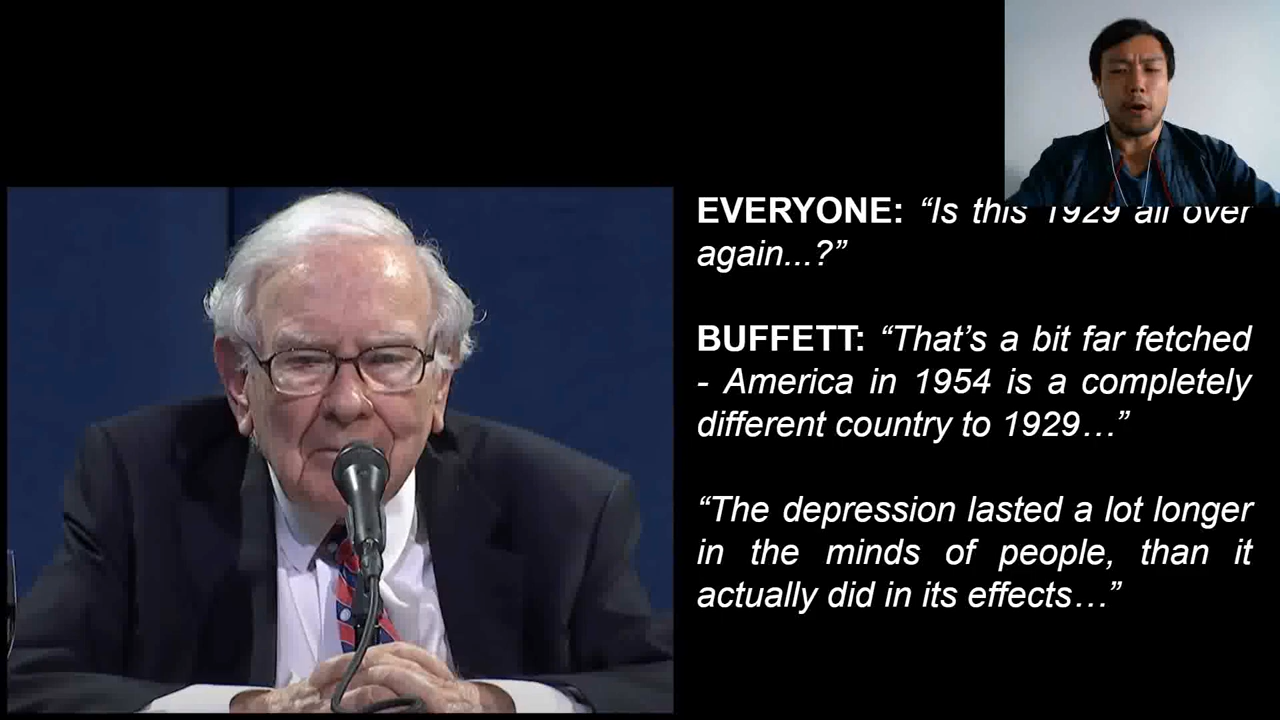 EVERYONE: “Is this 1929 all over
again...?”
BUFFETT: “That’s a bit far fetched
- America in 1954 is a completely
different country to 1929…”
“The depression lasted a lot longer
in the minds of people, than it
actually did in its effects…”